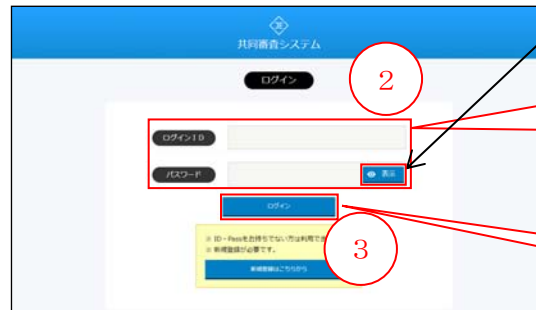 共同審査システム
ログイン
②
ログインID
パスワード
表示
ログイン
※ ID・Passをお持ちでない方は利用でき
※ 新規登録が必要です。
新規登録はこちらから
③